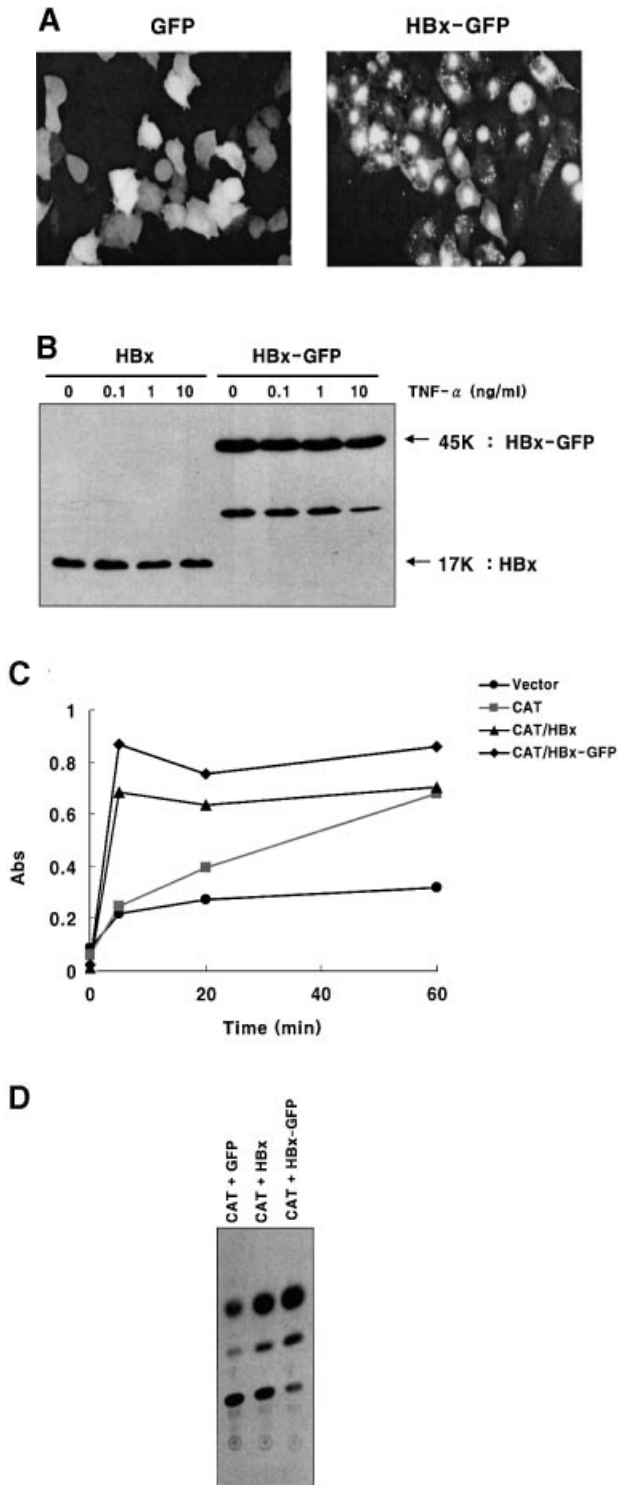 A
GFP
HBx-GFP
B
HBx
HBx-GFP
0 0.1 1 10 0 0.1 1 10 TNF-α (ng/ml)
← 45K : HBx-GFP
← 17K : HBx
C
Vector
CAT
CAT/HBx
CAT/HBx-GFP
1
0.8
0.6
0.4
0.2
0
Abs
0 20 40 60
Time (min)
D
CAT + GFP
CAT + HBx
CAT + HBx-GFP